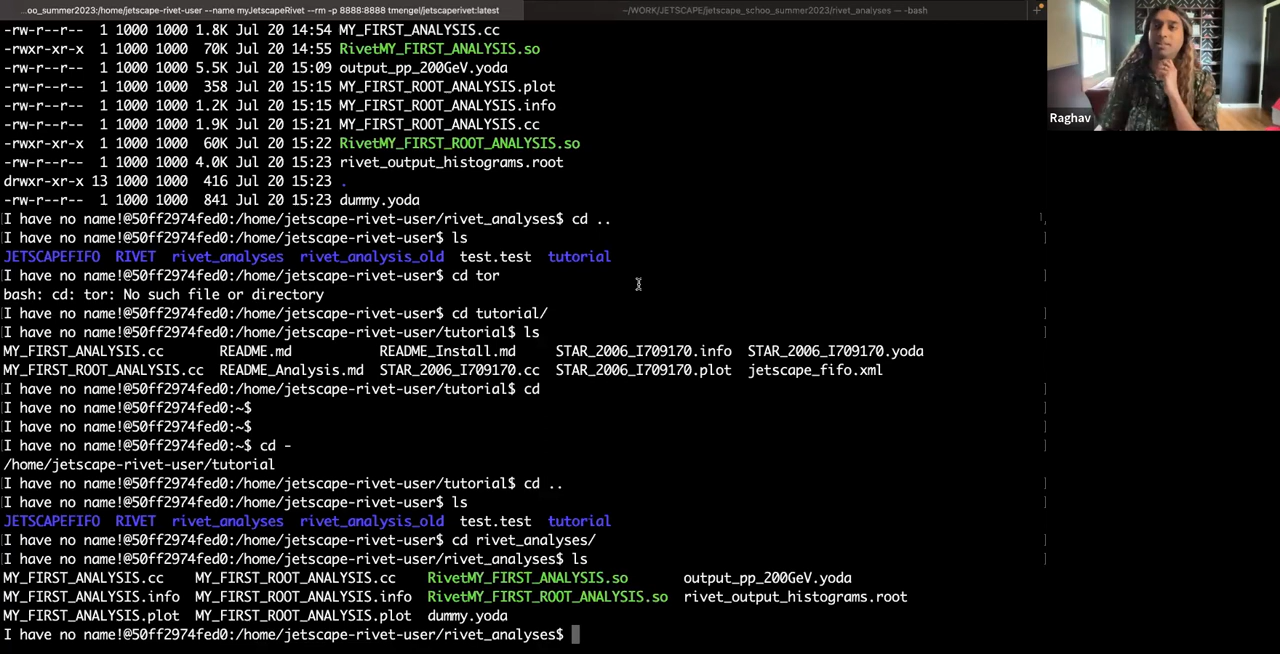 ...oo_summer2023:/home/jetscape-rivet-user --name myJetscapeRivet --rm -p 8888:8888 tmengel/jetscaperivet:latest
~/WORK/JETSCAPE/jetscape_schoo_summer2023/rivet_analyses — -bash
-rw-r--r-- 1 1000 1000 1.8K Jul 20 14:54 MY_FIRST_ANALYSIS.cc
-rwxr-xr-x 1 1000 1000 70K Jul 20 14:55 RivetMY_FIRST_ANALYSIS.so
-rw-r--r-- 1 1000 1000 5.5K Jul 20 15:09 output_pp_200GeV.yoda
-rw-r--r-- 1 1000 1000 358 Jul 20 15:15 MY_FIRST_ROOT_ANALYSIS.plot
-rw-r--r-- 1 1000 1000 1.2K Jul 20 15:15 MY_FIRST_ROOT_ANALYSIS.info
-rw-r--r-- 1 1000 1000 1.9K Jul 20 15:21 MY_FIRST_ROOT_ANALYSIS.cc
-rwxr-xr-x 1 1000 1000 60K Jul 20 15:22 RivetMY_FIRST_ROOT_ANALYSIS.so
-rw-r--r-- 1 1000 1000 4.0K Jul 20 15:23 rivet_output_histograms.root
drwxr-xr-x 13 1000 1000 416 Jul 20 15:23 .
-rw-r--r-- 1 1000 1000 841 Jul 20 15:23 dummy.yoda
I have no name!@50ff2974fed0:/home/jetscape-rivet-user/rivet_analyses$ cd ..
I have no name!@50ff2974fed0:/home/jetscape-rivet-user$ ls
JETSCAPEFIFO RIVET rivet_analyses rivet_analysis_old test.test tutorial
I have no name!@50ff2974fed0:/home/jetscape-rivet-user$ cd tor
bash: cd: tor: No such file or directory
I have no name!@50ff2974fed0:/home/jetscape-rivet-user$ cd tutorial/
I have no name!@50ff2974fed0:/home/jetscape-rivet-user/tutorial$ ls
MY_FIRST_ANALYSIS.cc README.md README_Install.md STAR_2006_I709170.info STAR_2006_I709170.yoda
MY_FIRST_ROOT_ANALYSIS.cc README_Analysis.md STAR_2006_I709170.cc STAR_2006_I709170.plot jetscape_fifo.xml
I have no name!@50ff2974fed0:/home/jetscape-rivet-user/tutorial$ cd
I have no name!@50ff2974fed0:~$
I have no name!@50ff2974fed0:~$
I have no name!@50ff2974fed0:~$ cd -
/home/jetscape-rivet-user/tutorial
I have no name!@50ff2974fed0:/home/jetscape-rivet-user/tutorial$ cd ..
I have no name!@50ff2974fed0:/home/jetscape-rivet-user$ ls
JETSCAPEFIFO RIVET rivet_analyses rivet_analysis_old test.test tutorial
I have no name!@50ff2974fed0:/home/jetscape-rivet-user$ cd rivet_analyses/
I have no name!@50ff2974fed0:/home/jetscape-rivet-user/rivet_analyses$ ls
MY_FIRST_ANALYSIS.cc MY_FIRST_ROOT_ANALYSIS.cc RivetMY_FIRST_ANALYSIS.so output_pp_200GeV.yoda
MY_FIRST_ANALYSIS.info MY_FIRST_ROOT_ANALYSIS.info RivetMY_FIRST_ROOT_ANALYSIS.so rivet_output_histograms.root
MY_FIRST_ANALYSIS.plot MY_FIRST_ROOT_ANALYSIS.plot dummy.yoda
I have no name!@50ff2974fed0:/home/jetscape-rivet-user/rivet_analyses$
Raghav